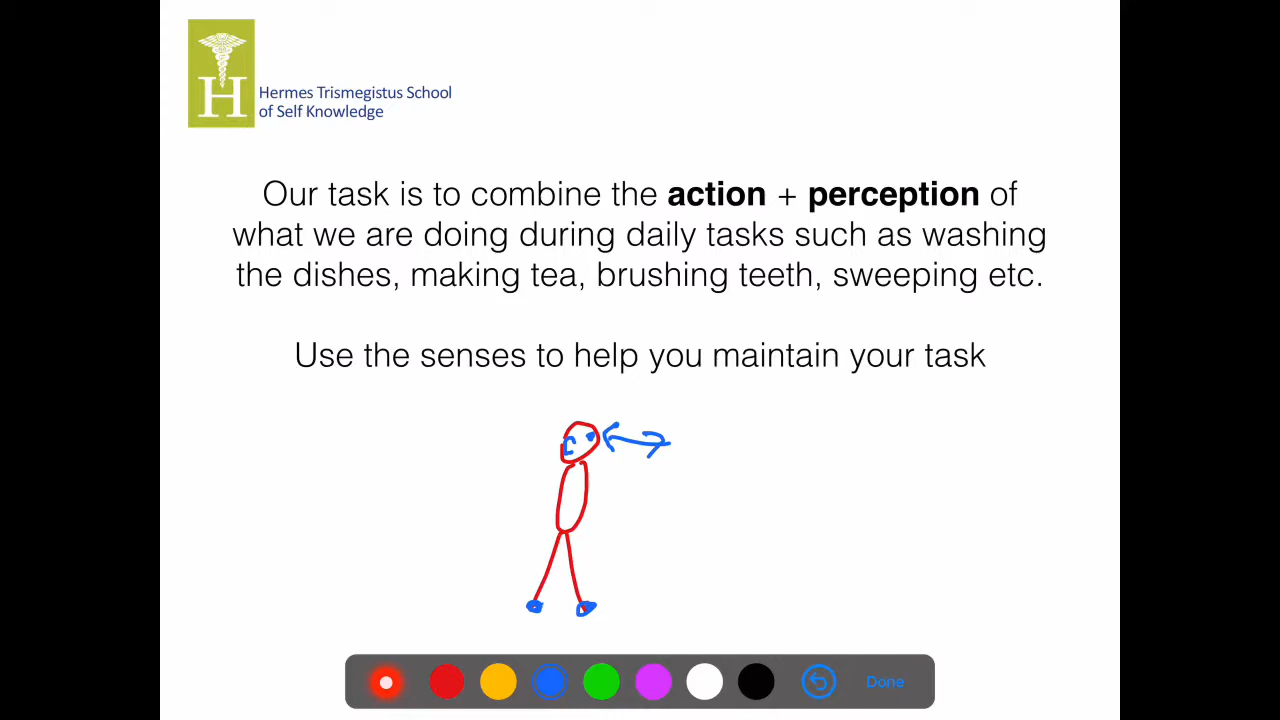 H
Hermes Trismegistus School
of Self Knowledge
Our task is to combine the action + perception of
what we are doing during daily tasks such as washing
the dishes, making tea, brushing teeth, sweeping etc.
Use the senses to help you maintain your task
Done